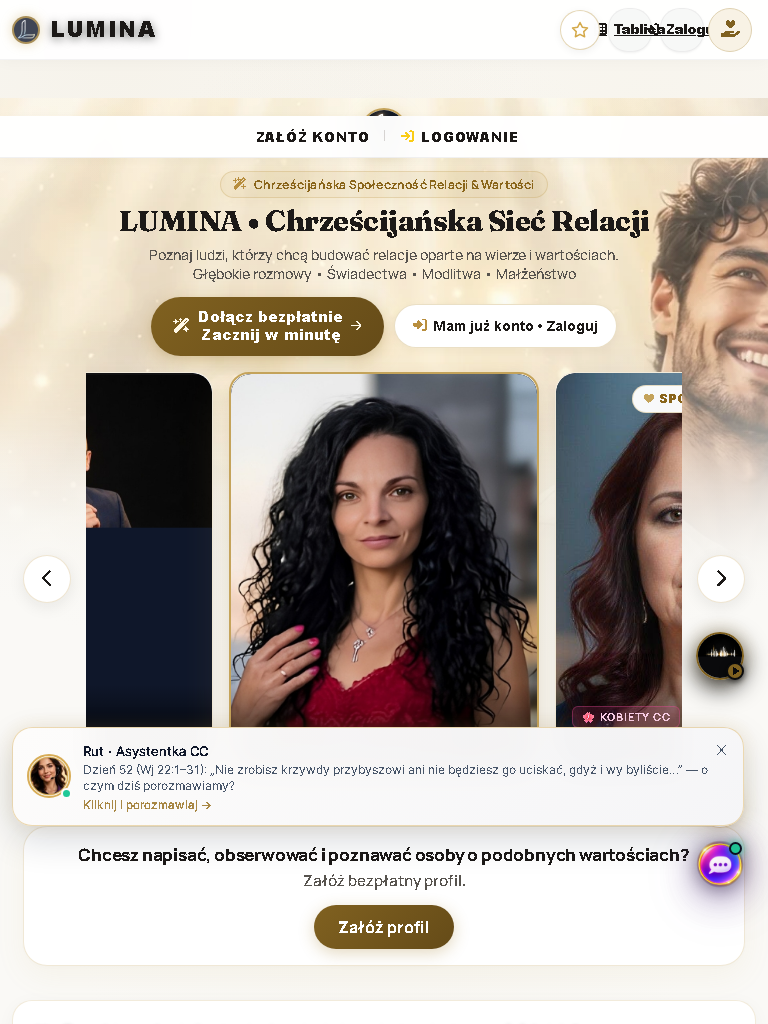 LUMINA
Tablica
Zaloguj
ZAŁÓŻ KONTO
LOGOWANIE
Chrześcijańska Społeczność Relacji & Wartości
LUMINA • Chrześcijańska Sieć Relacji
Poznaj ludzi, którzy chcą budować relacje oparte na wierze i wartościach.
Głębokie rozmowy • Świadectwa • Modlitwa • Małżeństwo
Dołącz bezpłatnie
Zacznij w minutę →
Mam już konto • Zaloguj
KOBIETY CC
Rut · Asystentka CC
Dzień 52 (Wj 22:1–31): „Nie zrobisz krzywdy przybyszowi ani nie będziesz go uciskać, gdyż i wy byliście…” — o
czym dziś porozmawiamy?
Kliknij i porozmawiaj →
Chcesz napisać, obserwować i poznawać osoby o podobnych wartościach?
Załóż bezpłatny profil.
Załóż profil